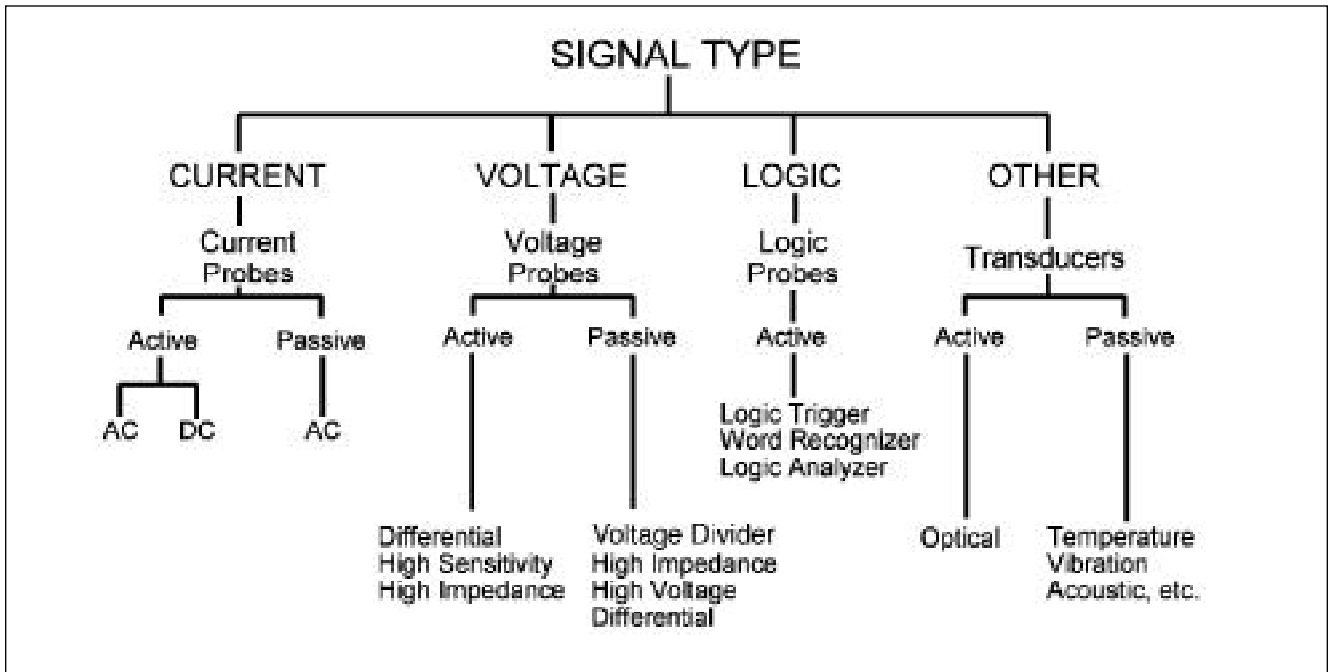 SIGNAL TYPE
CURRENT VOLTAGE LOGIC OTHER
Current
Probes
Voltage
Probes
Logic
Probes
Transducers
Active Passive Active Passive Active Active Passive
AC DC AC
Logic Trigger
Word Recognizer
Logic Analyzer
Differential
High Sensitivity
High Impedance
Voltage Divider
High Impedance
High Voltage
Differential
Optical
Temperature
Vibration
Acoustic, etc.